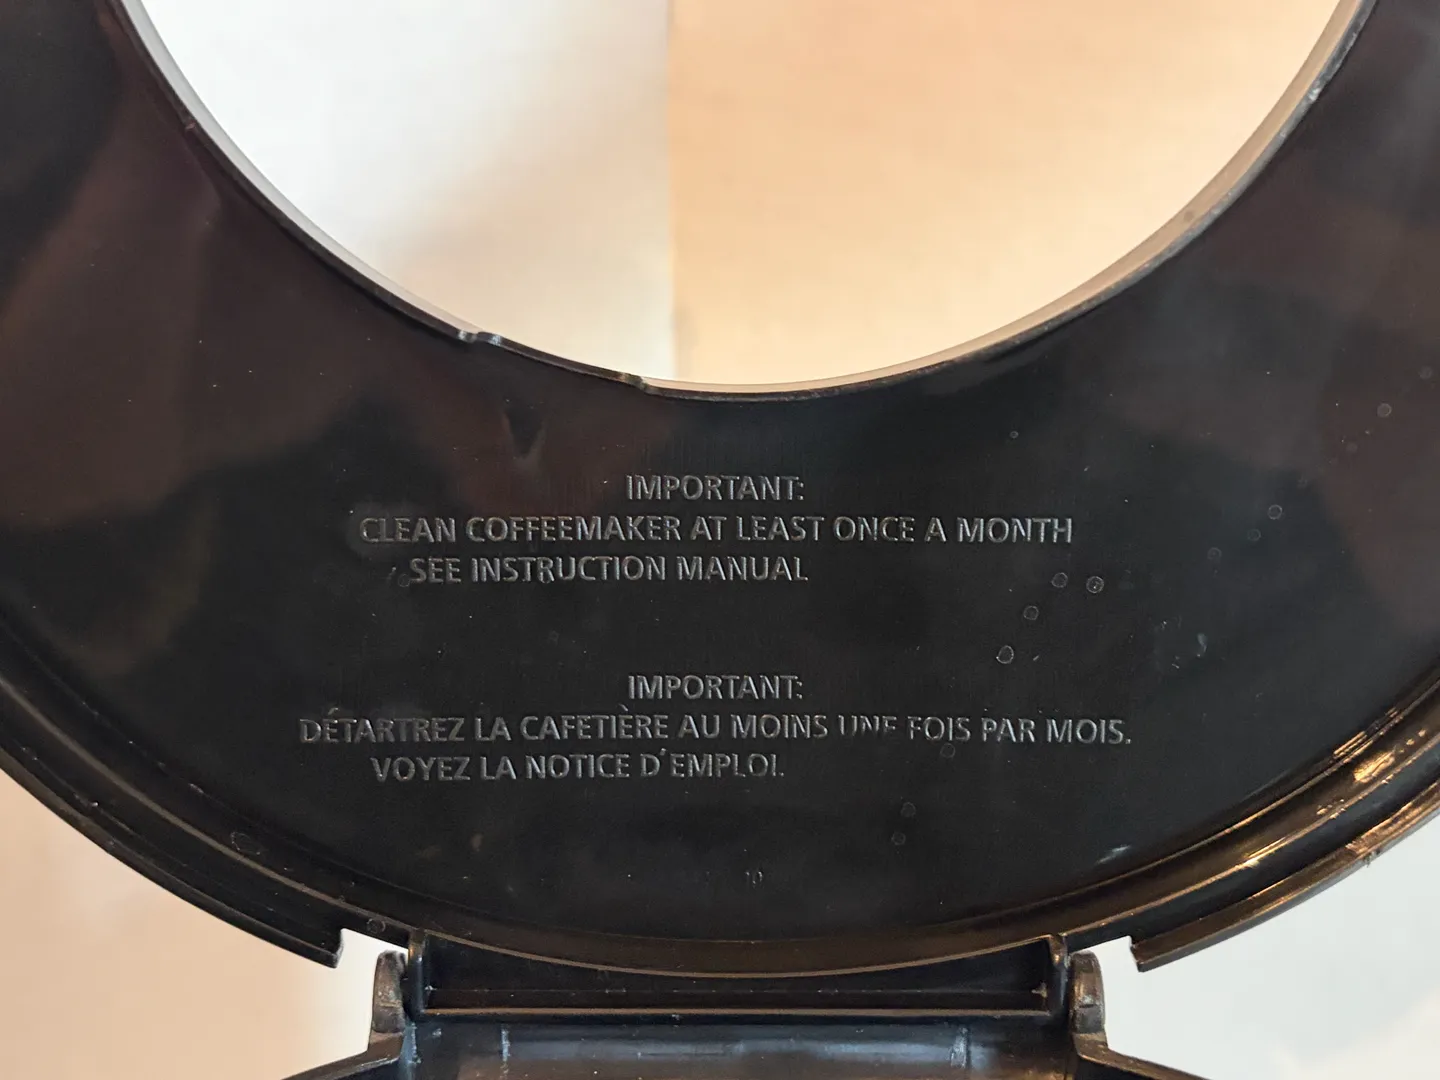 IMPORTANT:
CLEAN COFFEEMAKER AT LEAST ONCE A MONTH
SEE INSTRUCTION MANUAL
IMPORTANT:
DÉTARTREZ LA CAFETIÈRE AU MOINS UNE FOIS PAR MOIS.
VOYEZ LA NOTICE D'EMPLOI.
10